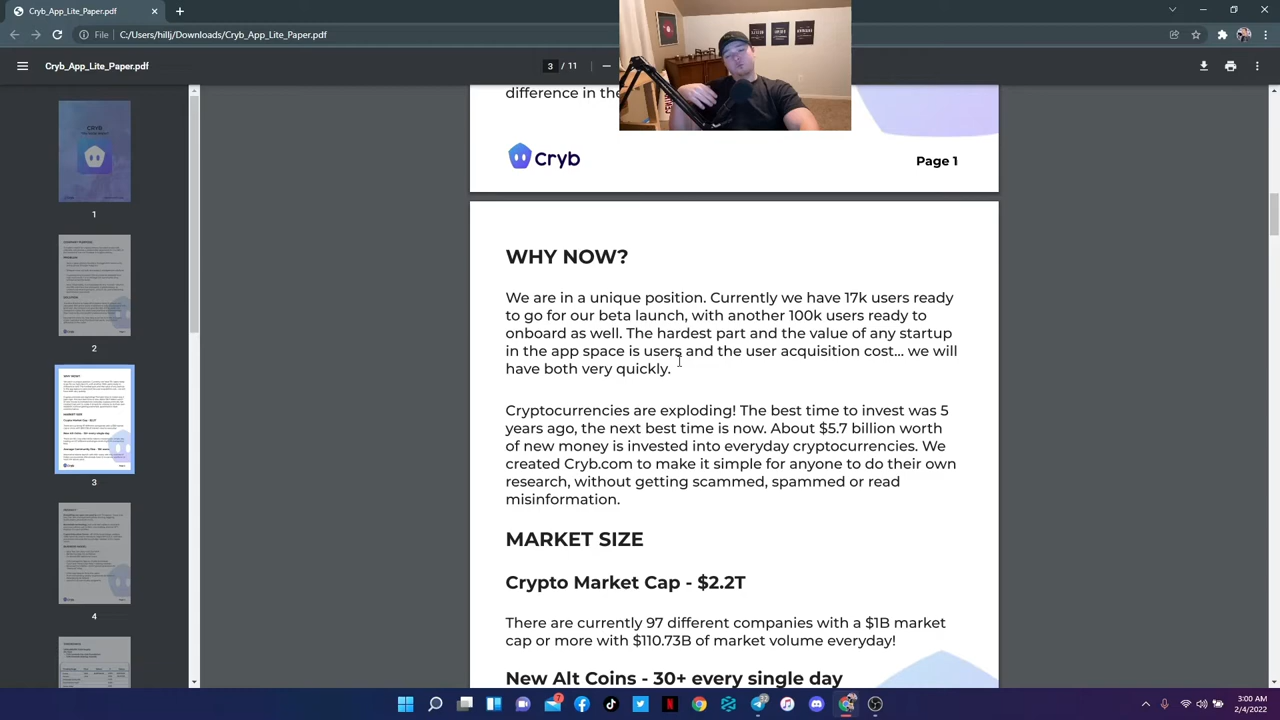 Cryb_App_Lite_Paper.pdf
3 / 11
difference in the
Cryb
Page 1
WHY NOW?
We are in a unique position. Currently we have 17k users ready
to go for our beta launch, with another 100k users ready to
onboard as well. The hardest part and the value of any startup
in the app space is users and the user acquisition cost... we will
have both very quickly.
Cryptocurrencies are exploding! The best time to invest was 5
years ago, the next best time is now. About $5.7 billion worth
of new money is invested into everyday cryptocurrencies. We
created Cryb.com to make it simple for anyone to do their own
research, without getting scammed, spammed or read
misinformation.
MARKET SIZE
Crypto Market Cap - $2.2T
There are currently 97 different companies with a $1B market
cap or more with $110.73B of market volume everyday!
New Alt Coins - 30+ every single day
1
2
3
4
3:00 AM
2/4/2022